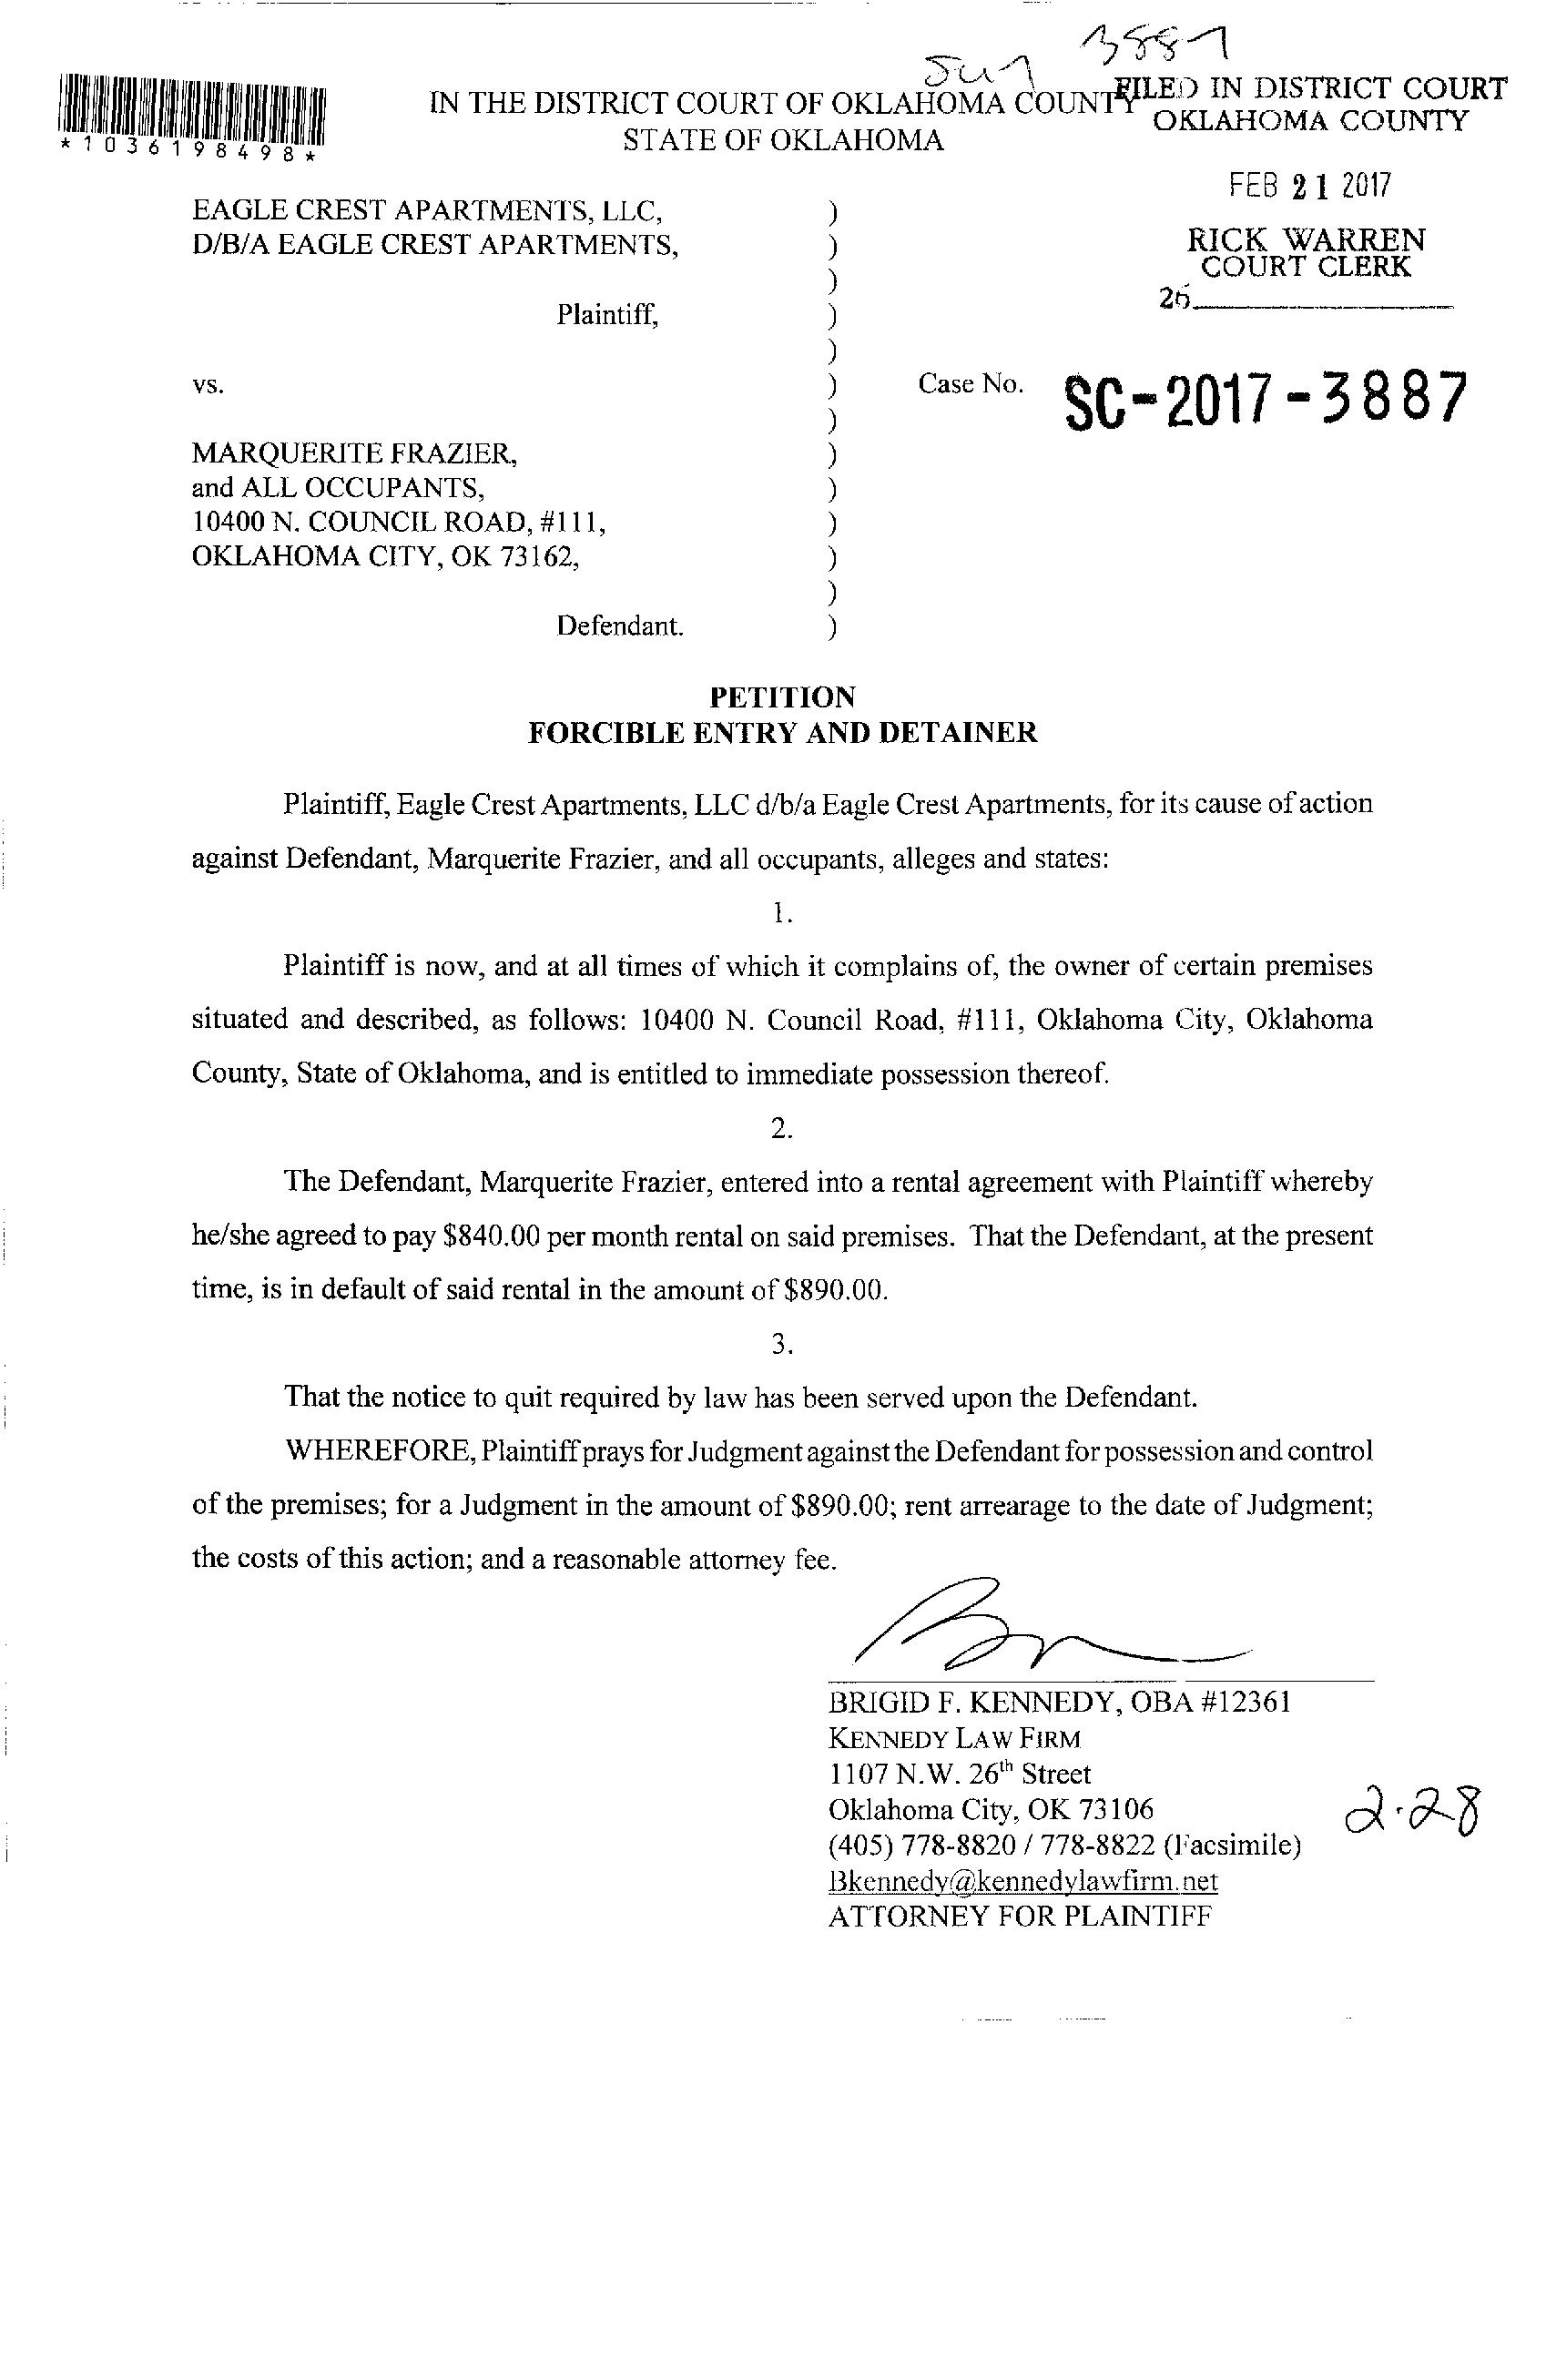 3887
IN THE DISTRICT COURT OF OKLAHOMA COUNTY
STATE OF OKLAHOMA
FILED IN DISTRICT COURT
OKLAHOMA COUNTY
*1036198498*
FEB 21 2017
RICK WARREN
COURT CLERK
EAGLE CREST APARTMENTS, LLC, )
D/B/A EAGLE CREST APARTMENTS, )
)
Plaintiff, )
)
vs. ) Case No. SC-2017-3887
)
MARQUERITE FRAZIER, )
and ALL OCCUPANTS, )
10400 N. COUNCIL ROAD, #111, )
OKLAHOMA CITY, OK 73162, )
)
Defendant. )
PETITION
FORCIBLE ENTRY AND DETAINER
Plaintiff, Eagle Crest Apartments, LLC d/b/a Eagle Crest Apartments, for its cause of action
against Defendant, Marquerite Frazier, and all occupants, alleges and states:
1.
Plaintiff is now, and at all times of which it complains of, the owner of certain premises
situated and described, as follows: 10400 N. Council Road, #111, Oklahoma City, Oklahoma
County, State of Oklahoma, and is entitled to immediate possession thereof.
2.
The Defendant, Marquerite Frazier, entered into a rental agreement with Plaintiff whereby
he/she agreed to pay $840.00 per month rental on said premises. That the Defendant, at the present
time, is in default of said rental in the amount of $890.00.
3.
That the notice to quit required by law has been served upon the Defendant.
WHEREFORE, Plaintiff prays for Judgment against the Defendant for possession and control
of the premises; for a Judgment in the amount of $890.00; rent arrearage to the date of Judgment;
the costs of this action; and a reasonable attorney fee.
BRIGID F. KENNEDY, OBA #12361
KENNEDY LAW FIRM
1107 N.W. 26th Street
Oklahoma City, OK 73106
(405) 778-8820 / 778-8822 (Facsimile)
Bkennedy@kennedylawfirm.net
ATTORNEY FOR PLAINTIFF
2.28